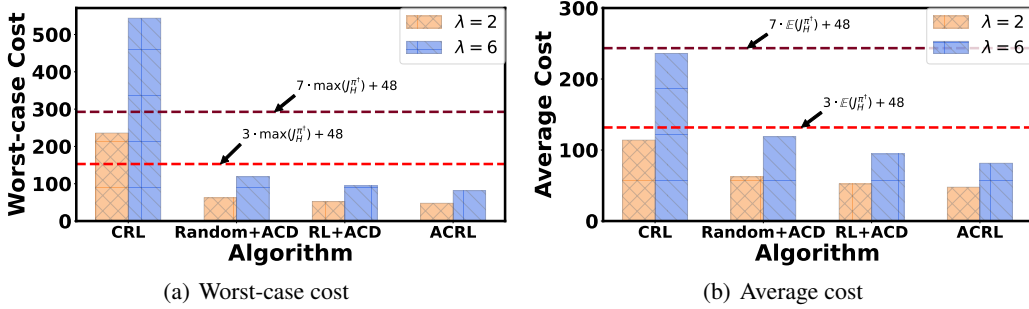 500
400
300
200
100
0
Worst-case Cost
λ = 2
λ = 6
7 · max(J_H^{π†}) + 48
3 · max(J_H^{π†}) + 48
CRL Random+ACD RL+ACD ACRL
Algorithm
(a) Worst-case cost
300
200
100
0
Average Cost
7 · 𝔼(J_H^{π†}) + 48
λ = 2
λ = 6
3 · 𝔼(J_H^{π†}) + 48
CRL Random+ACD RL+ACD ACRL
Algorithm
(b) Average cost